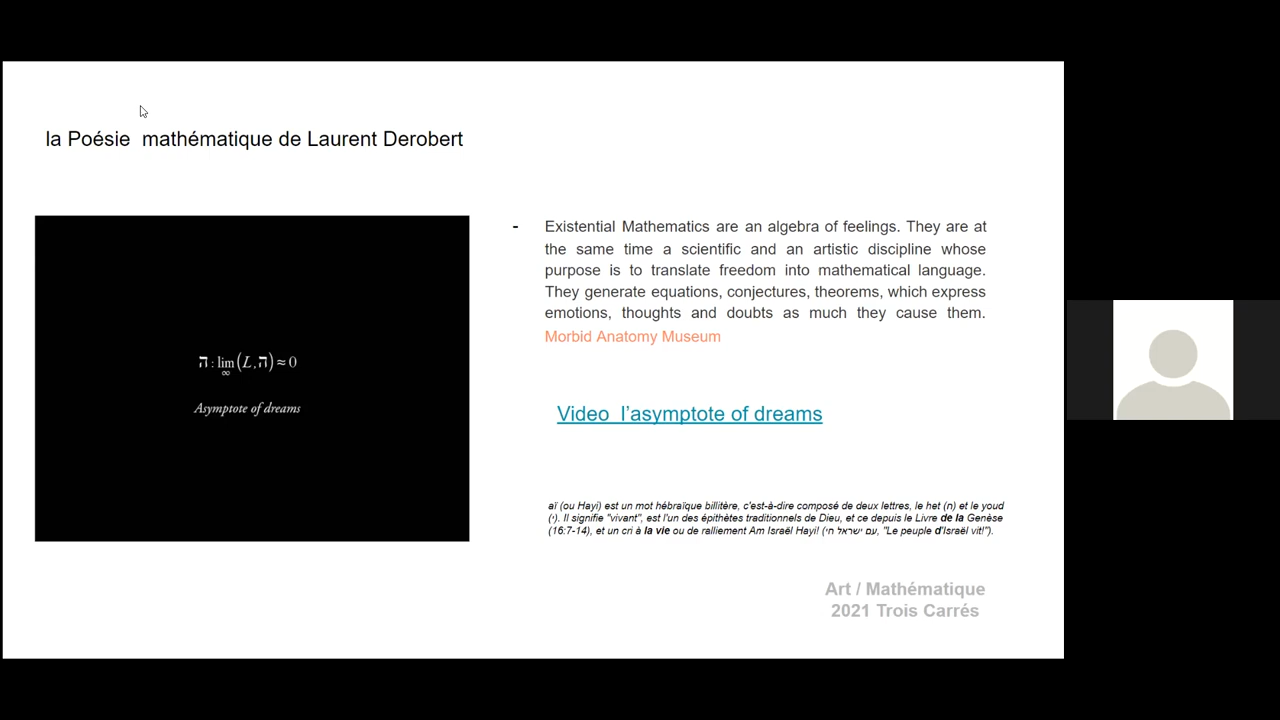 la Poésie  mathématique de Laurent Derobert
ה : lim (L, ה) ≈ 0
∞
Asymptote of dreams
- Existential Mathematics are an algebra of feelings. They are at
the same time a scientific and an artistic discipline whose
purpose is to translate freedom into mathematical language.
They generate equations, conjectures, theorems, which express
emotions, thoughts and doubts as much they cause them.
Morbid Anatomy Museum
Video  l’asymptote of dreams
aï (ou Hayi) est un mot hébraïque billitère, c'est-à-dire composé de deux lettres, le het (ח) et le youd
(י). Il signifie "vivant", est l'un des épithètes traditionnels de Dieu, et ce depuis le Livre de la Genèse
(16:7-14), et un cri à la vie ou de ralliement Am Israël Hayi! (עם ישראל חי, "Le peuple d'Israël vit!").
Art / Mathématique
2021 Trois Carrés